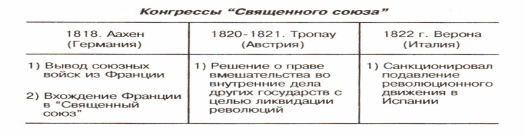 Конгрессы "Священного союза"
1818. Аахен
(Германия)
1820-1821. Тропау
(Австрия)
1822 г. Верона
(Италия)
1) Вывод союзных
войск из Франции
2) Вхождение Франции
в "Священный
союз"
1) Решение о праве
вмешательства во
внутренние дела
других государств с
целью ликвидации
революций
1) Санкционировал
подавление
революционного
движения в
Испании